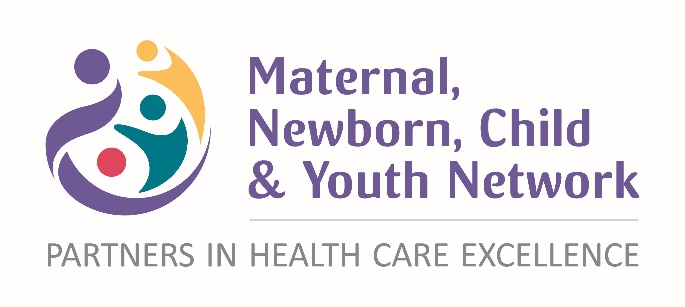 Maternal,
Newborn, Child
& Youth Network
PARTNERS IN HEALTH CARE EXCELLENCE